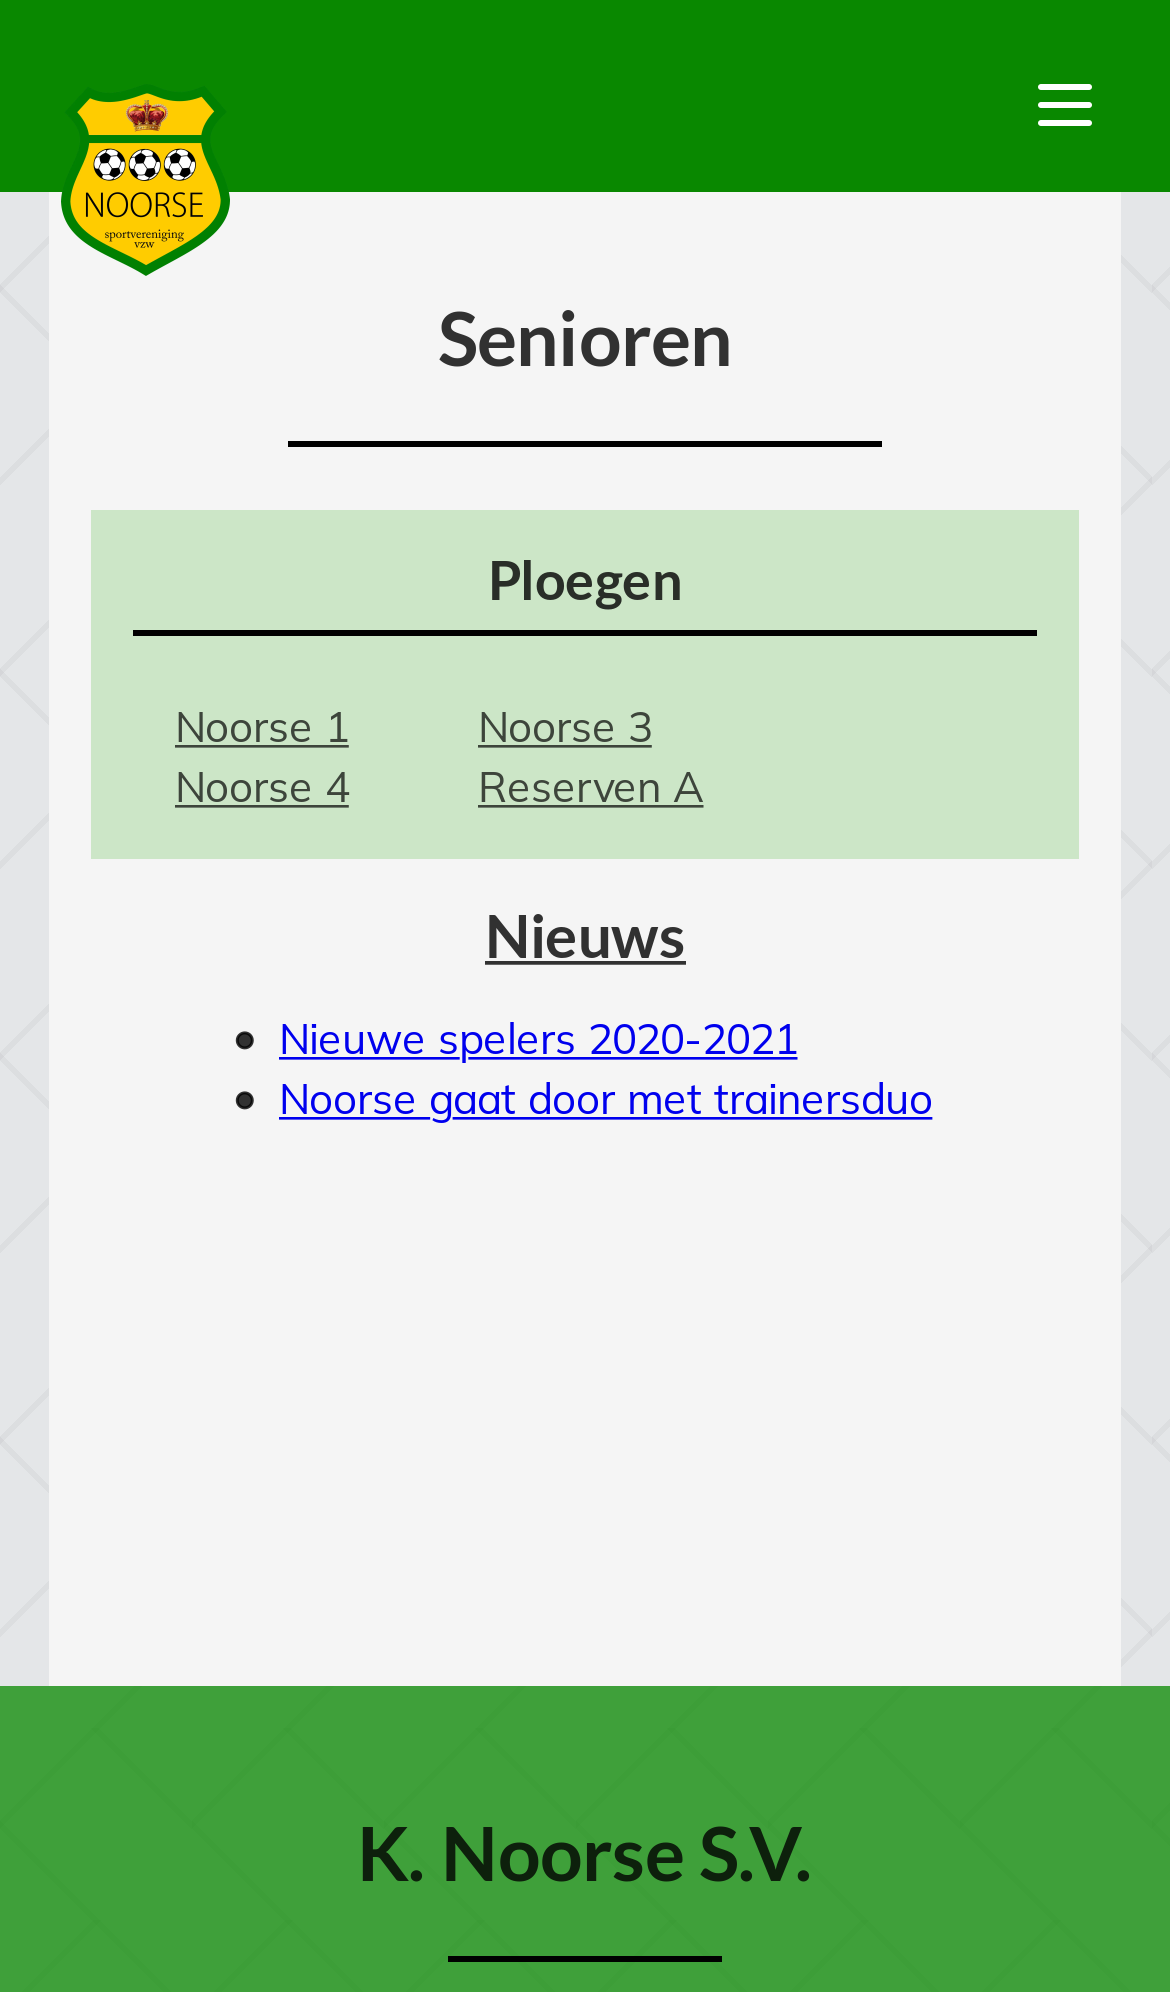 NOORSE
sportvereniging
vzw
Senioren
Ploegen
Noorse 1
Noorse 3
Noorse 4
Reserven A
Nieuws
Nieuwe spelers 2020-2021
Noorse gaat door met trainersduo
K. Noorse S.V.